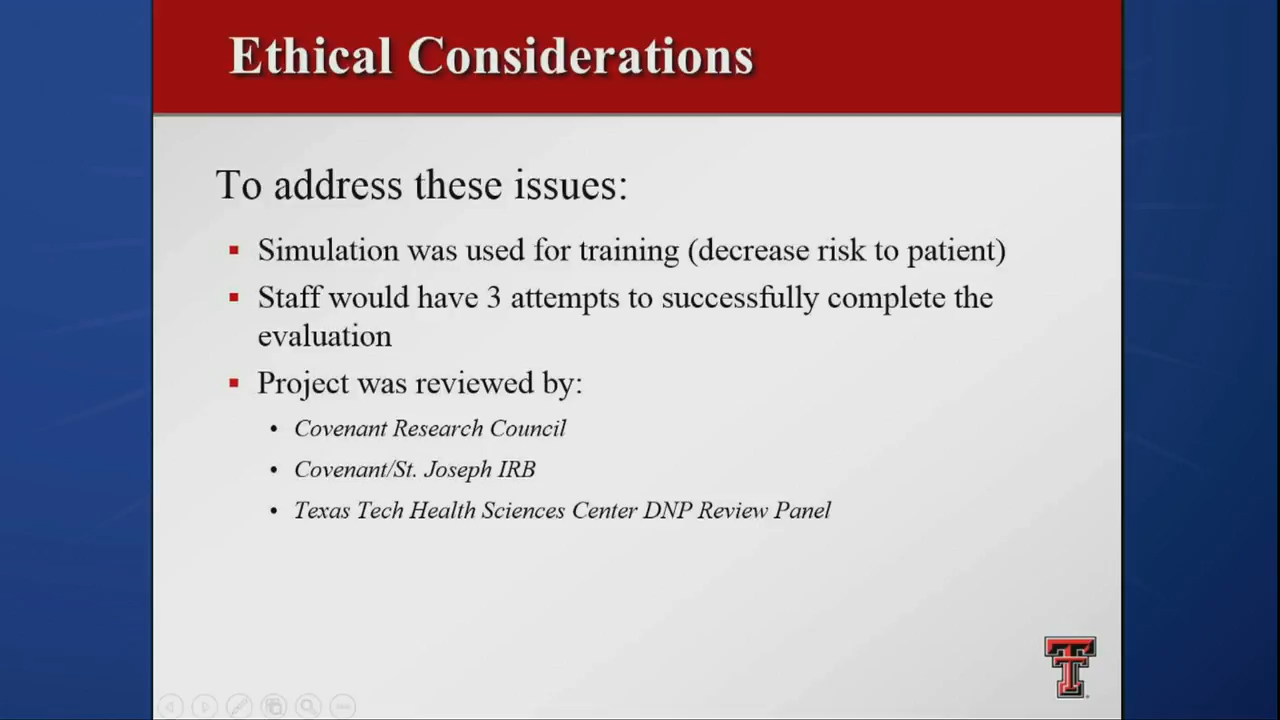 Ethical Considerations
To address these issues:
▪ Simulation was used for training (decrease risk to patient)
▪ Staff would have 3 attempts to successfully complete the
evaluation
▪ Project was reviewed by:
• Covenant Research Council
• Covenant/St. Joseph IRB
• Texas Tech Health Sciences Center DNP Review Panel